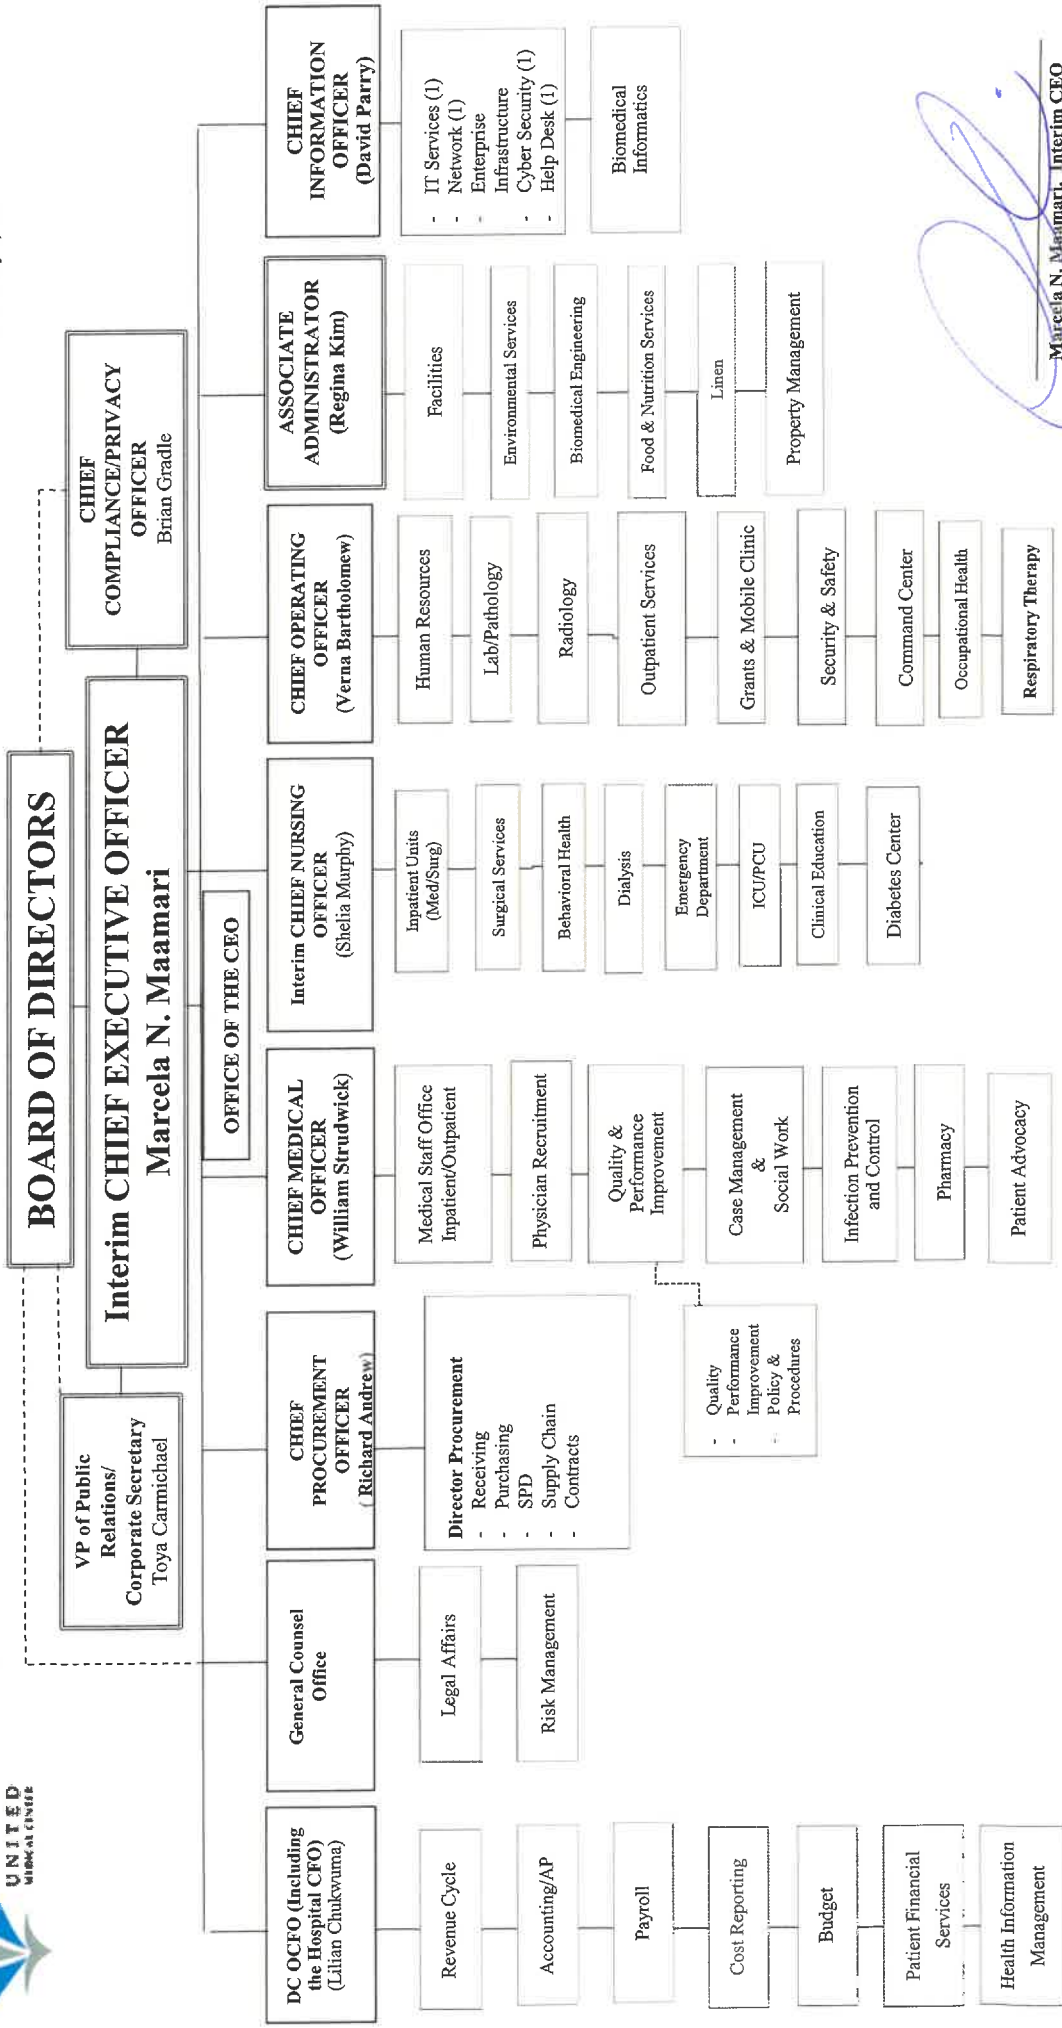 UNITED
MEDICAL CENTER
BOARD OF DIRECTORS
Interim CHIEF EXECUTIVE OFFICER
Marcela N. Maamari
VP of Public
Relations/
Corporate Secretary
Toya Carmichael
CHIEF
COMPLIANCE/PRIVACY
OFFICER
Brian Gradle
OFFICE OF THE CEO
DC OCFO (Including
the Hospital CFO)
(Lilian Chukwuma)
Revenue Cycle
Accounting/AP
Payroll
Cost Reporting
Budget
Patient Financial
Services
Health Information
Management
General Counsel
Office
Legal Affairs
Risk Management
CHIEF
PROCUREMENT
OFFICER
( Richard Andrew)
Director Procurement
- Receiving
- Purchasing
- SPD
- Supply Chain
- Contracts
CHIEF MEDICAL
OFFICER
(William Strudwick)
Medical Staff Office
Inpatient/Outpatient
Physician Recruitment
Quality &
Performance
Improvement
- Quality
- Performance
Improvement
- Policy &
Procedures
Case Management
&
Social Work
Infection Prevention
and Control
Pharmacy
Patient Advocacy
Interim CHIEF NURSING
OFFICER
(Shelia Murphy)
Inpatient Units
(Med/Surg)
Surgical Services
Behavioral Health
Dialysis
Emergency
Department
ICU/PCU
Clinical Education
Diabetes Center
CHIEF OPERATING
OFFICER
(Verna Bartholomew)
Human Resources
Lab/Pathology
Radiology
Outpatient Services
Grants & Mobile Clinic
Security & Safety
Command Center
Occupational Health
Respiratory Therapy
ASSOCIATE
ADMINISTRATOR
(Regina Kim)
Facilities
Environmental Services
Biomedical Engineering
Food & Nutrition Services
Linen
Property Management
CHIEF
INFORMATION
OFFICER
(David Parry)
- IT Services (1)
- Network (1)
- Enterprise
Infrastructure
- Cyber Security (1)
- Help Desk (1)
Biomedical
Informatics
Marcela N. Maamari, Interim CEO